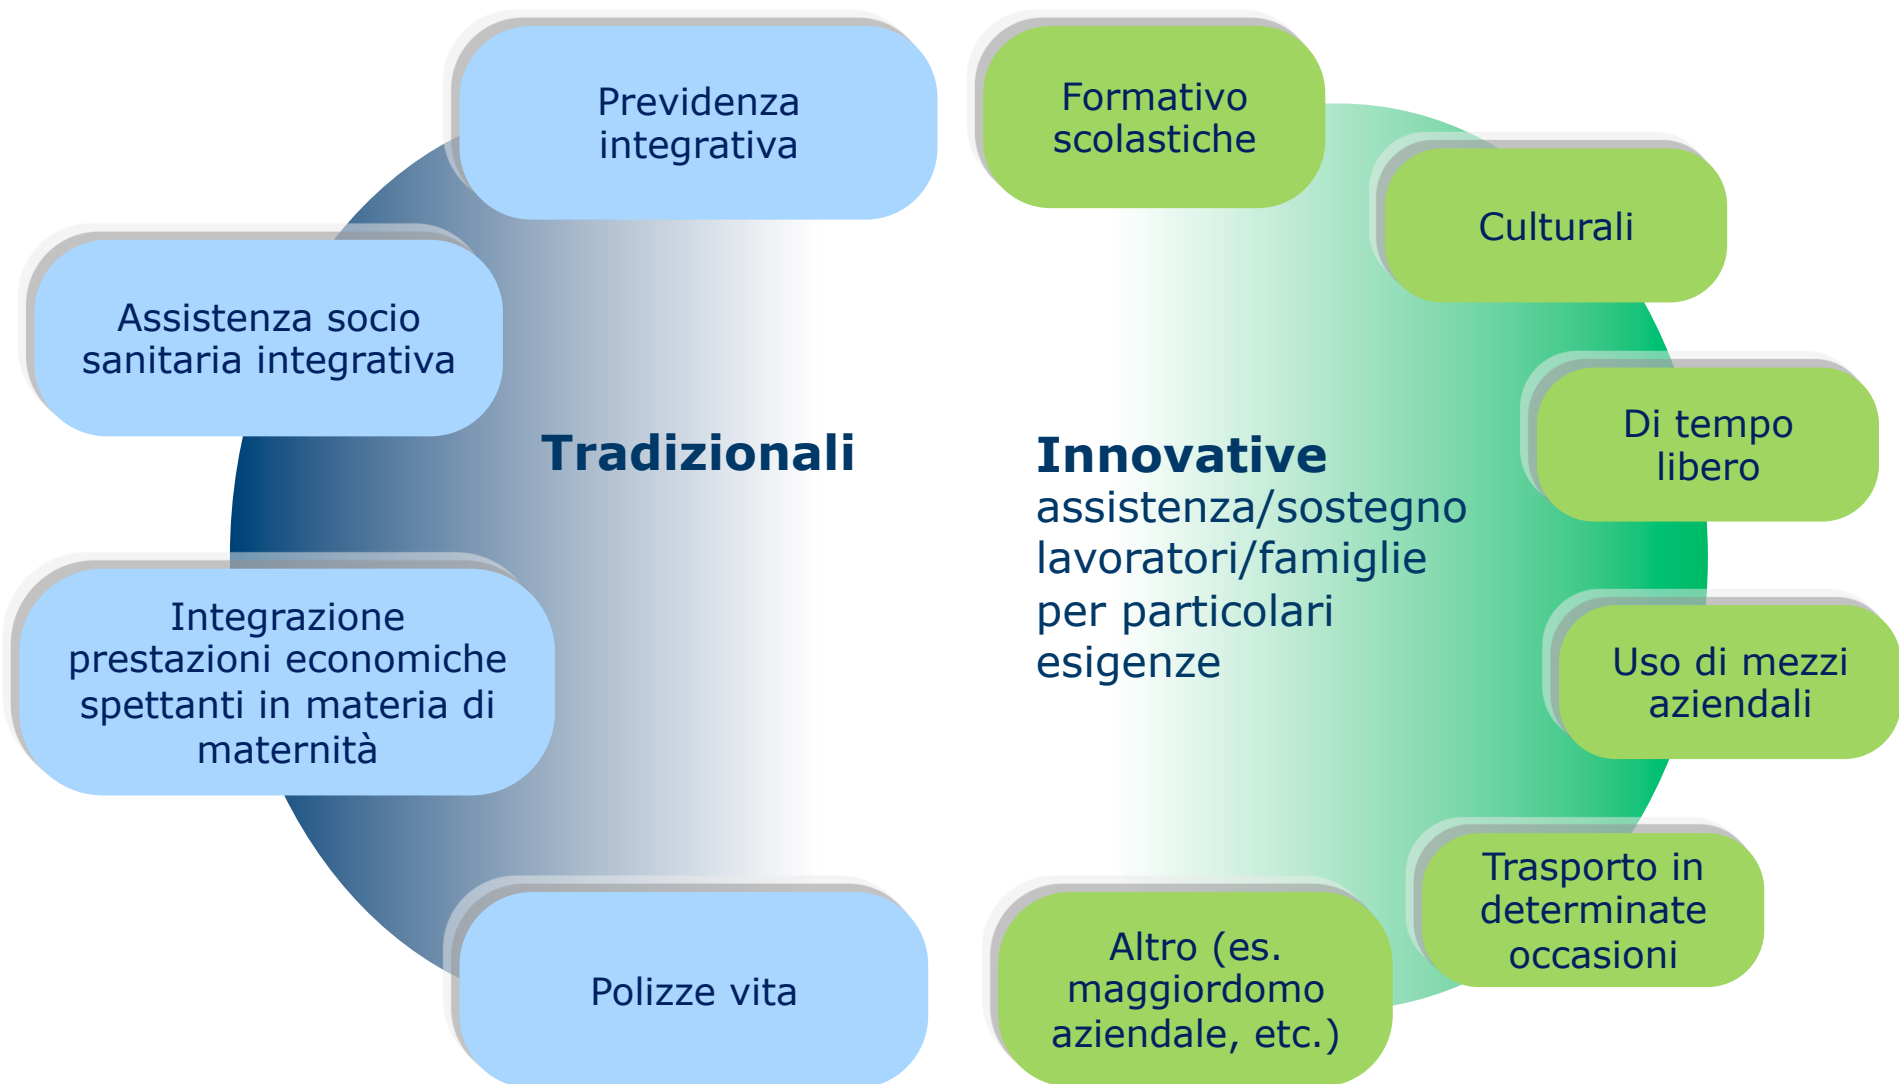 Previdenza
integrativa
Assistenza socio
sanitaria integrativa
Tradizionali
Integrazione
prestazioni economiche
spettanti in materia di
maternità
Polizze vita
Formativo
scolastiche
Culturali
Innovative
assistenza/sostegno
lavoratori/famiglie
per particolari
esigenze
Di tempo
libero
Uso di mezzi
aziendali
Trasporto in
determinate
occasioni
Altro (es.
maggiordomo
aziendale, etc.)